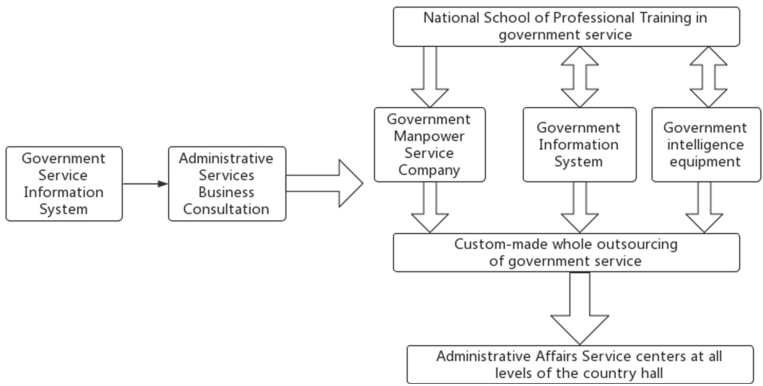 National School of Professional Training in
government service
Government
Manpower
Service
Company
Government
Information
System
Government
intelligence
equipment
Government
Service
Information
System
Administrative
Services
Business
Consultation
Custom-made whole outsourcing
of government service
Administrative Affairs Service centers at all
levels of the country hall